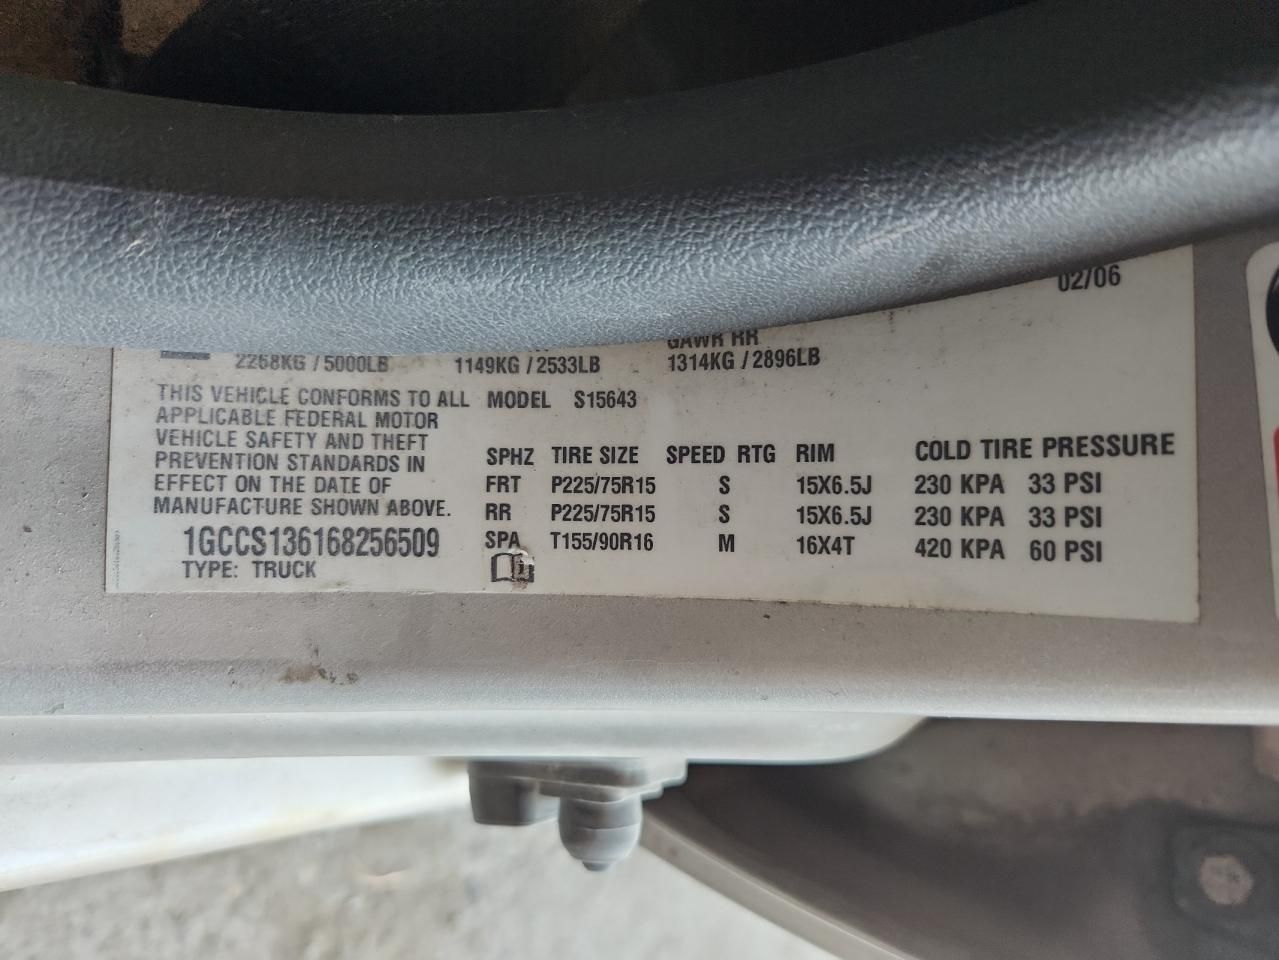 02/06
GAWR RR
2268KG / 5000LB 1149KG / 2533LB 1314KG / 2896LB
THIS VEHICLE CONFORMS TO ALL
APPLICABLE FEDERAL MOTOR
VEHICLE SAFETY AND THEFT
PREVENTION STANDARDS IN
EFFECT ON THE DATE OF
MANUFACTURE SHOWN ABOVE.
1GCCS136168256509
TYPE: TRUCK
MODEL S15643
SPHZ TIRE SIZE SPEED RTG RIM COLD TIRE PRESSURE
FRT P225/75R15 S 15X6.5J 230 KPA 33 PSI
RR P225/75R15 S 15X6.5J 230 KPA 33 PSI
SPA T155/90R16 M 16X4T 420 KPA 60 PSI